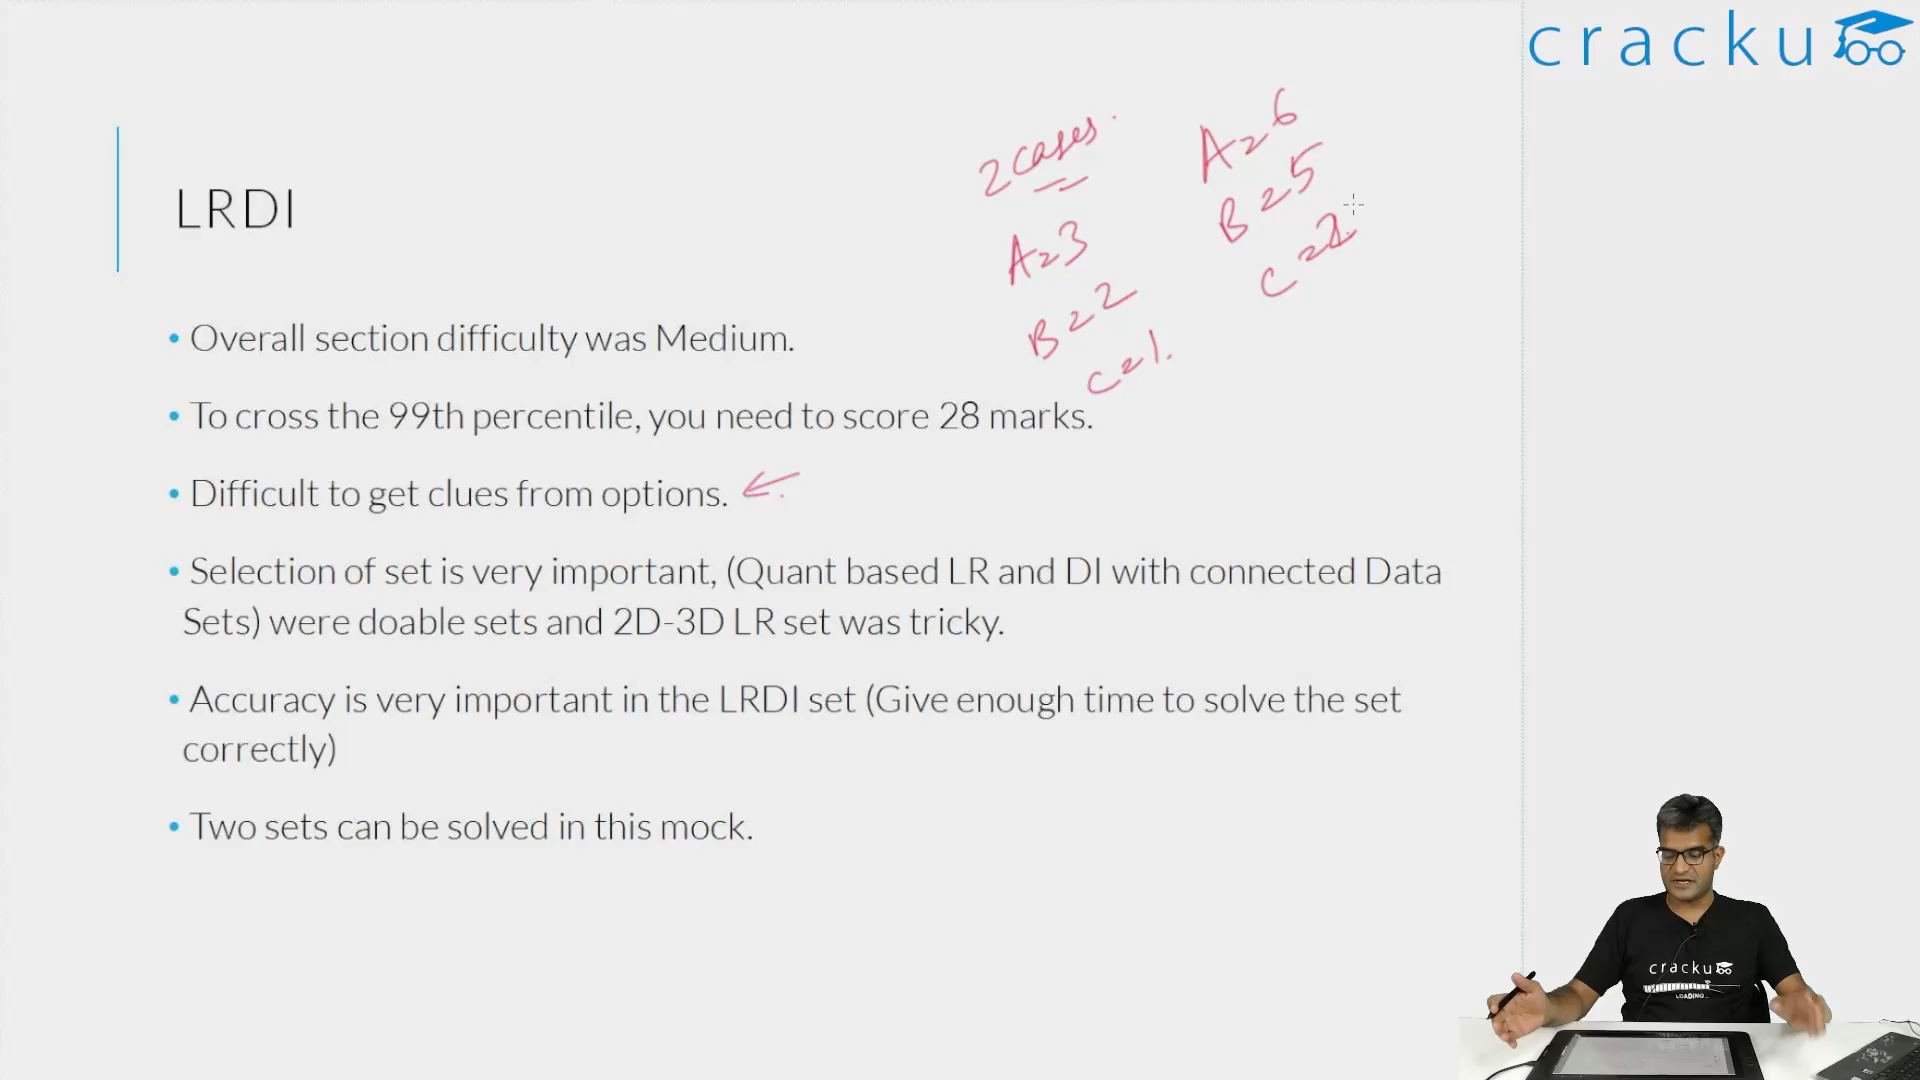 cracku
2 cases.
A=3
B=2
C=1.
A=6
B=5
LRDI
• Overall section difficulty was Medium.
• To cross the 99th percentile, you need to score 28 marks.
• Difficult to get clues from options.
• Selection of set is very important, (Quant based LR and DI with connected Data
Sets) were doable sets and 2D-3D LR set was tricky.
• Accuracy is very important in the LRDI set (Give enough time to solve the set
correctly)
• Two sets can be solved in this mock.
cracku
LOADING...